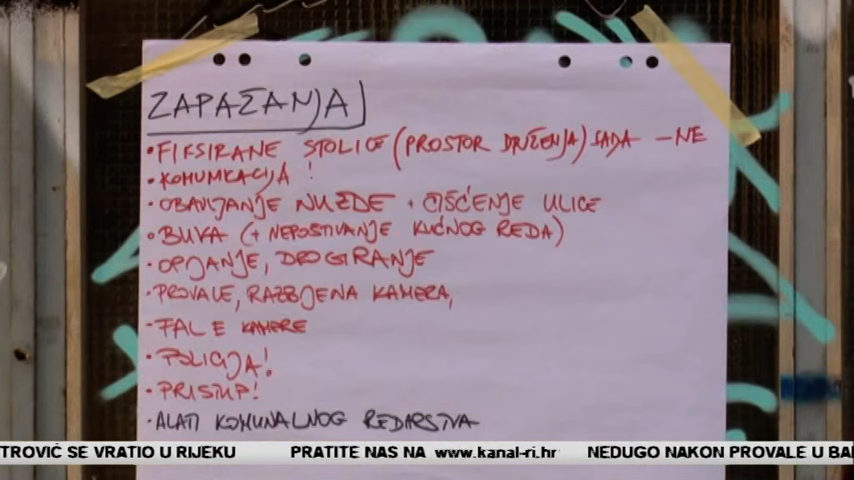 ZAPAŽANJA
• FIKSIRANE STOLICE (PROSTOR DRUŽENJA) SADA - NE
• KOMUNIKACIJA !
• OBAVLJANJE NUŽDE + ČIŠĆENJE ULICE
• BUKA (+ NEPOŠTIVANJE KUĆNOG REDA)
• OPIJANJE, DROGIRANJE
• PROVALE, RAZBIJENA KAMERA,
• FALE KAMERE
• POLICIJA!
• PRISTUP!
• ALATI KOMUNALNOG REDARSTVA
TROVIĆ SE VRATIO U RIJEKU PRATITE NAS NA www.kanal-ri.hr NEDUGO NAKON PROVALE U BA